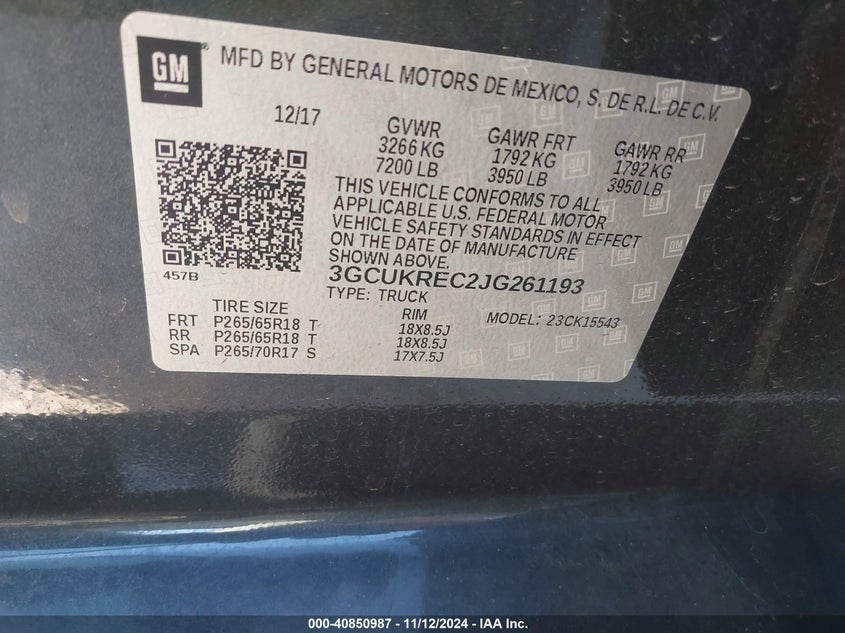 GM
MFD BY GENERAL MOTORS DE MEXICO, S. DE R.L. DE C.V.
12/17
GVWR GAWR FRT GAWR RR
3266 KG 1792 KG 1792 KG
7200 LB 3950 LB 3950 LB
THIS VEHICLE CONFORMS TO ALL
APPLICABLE U.S. FEDERAL MOTOR
VEHICLE SAFETY STANDARDS IN EFFECT
ON THE DATE OF MANUFACTURE
SHOWN ABOVE.
457B
3GCUKREC2JG261193
TYPE: TRUCK
TIRE SIZE RIM MODEL: 23CK15543
FRT P265/65R18 T 18X8.5J
RR P265/65R18 T 18X8.5J
SPA P265/70R17 S 17X7.5J
000-40850987 - 11/12/2024 - IAA Inc.